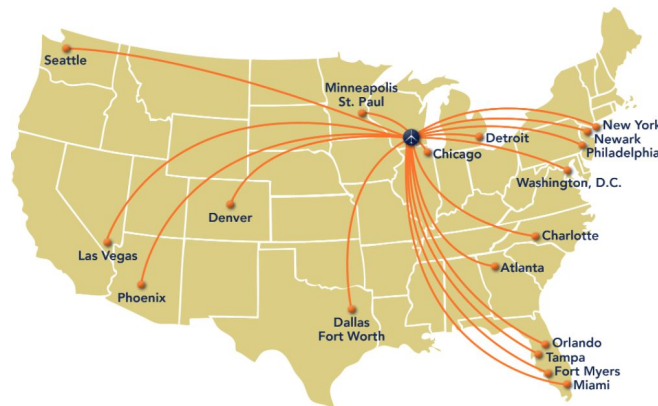 Seattle
Minneapolis
St. Paul
New York
Newark
Detroit
Philadelphia
Chicago
Washington, D.C.
Denver
Charlotte
Las Vegas
Atlanta
Phoenix
Dallas
Fort Worth
Orlando
Tampa
Fort Myers
Miami